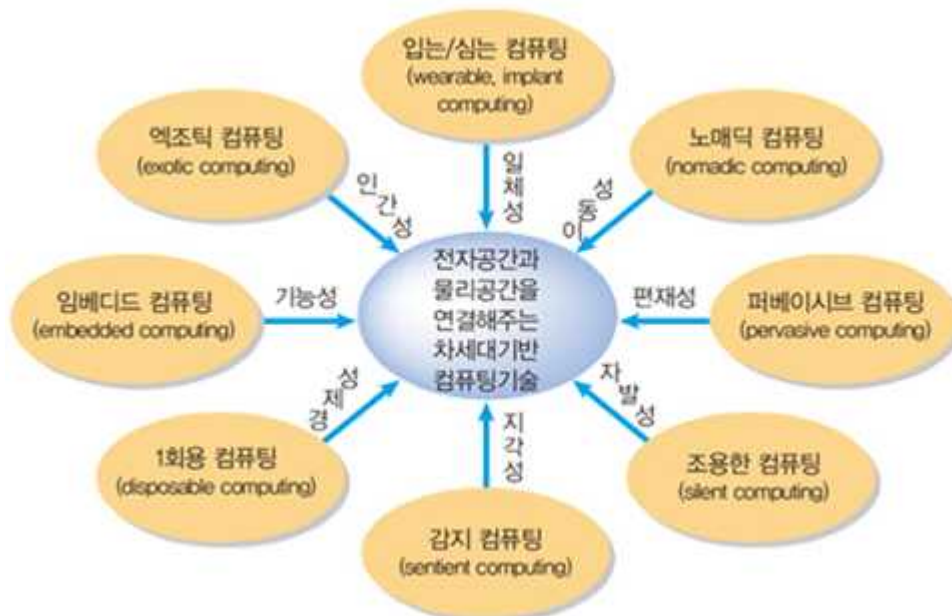 입는/심는 컴퓨팅
(wearable, implant
computing)
엑조틱 컴퓨팅
(exotic computing)
노매딕 컴퓨팅
(nomadic computing)
인간성
일체성
이동성
전자공간과
물리공간을
연결해주는
차세대기반
컴퓨팅기술
임베디드 컴퓨팅
(embedded computing)
기능성
편재성
퍼베이시브 컴퓨팅
(pervasive computing)
경제성
지각성
자발성
1회용 컴퓨팅
(disposable computing)
감지 컴퓨팅
(sentient computing)
조용한 컴퓨팅
(silent computing)